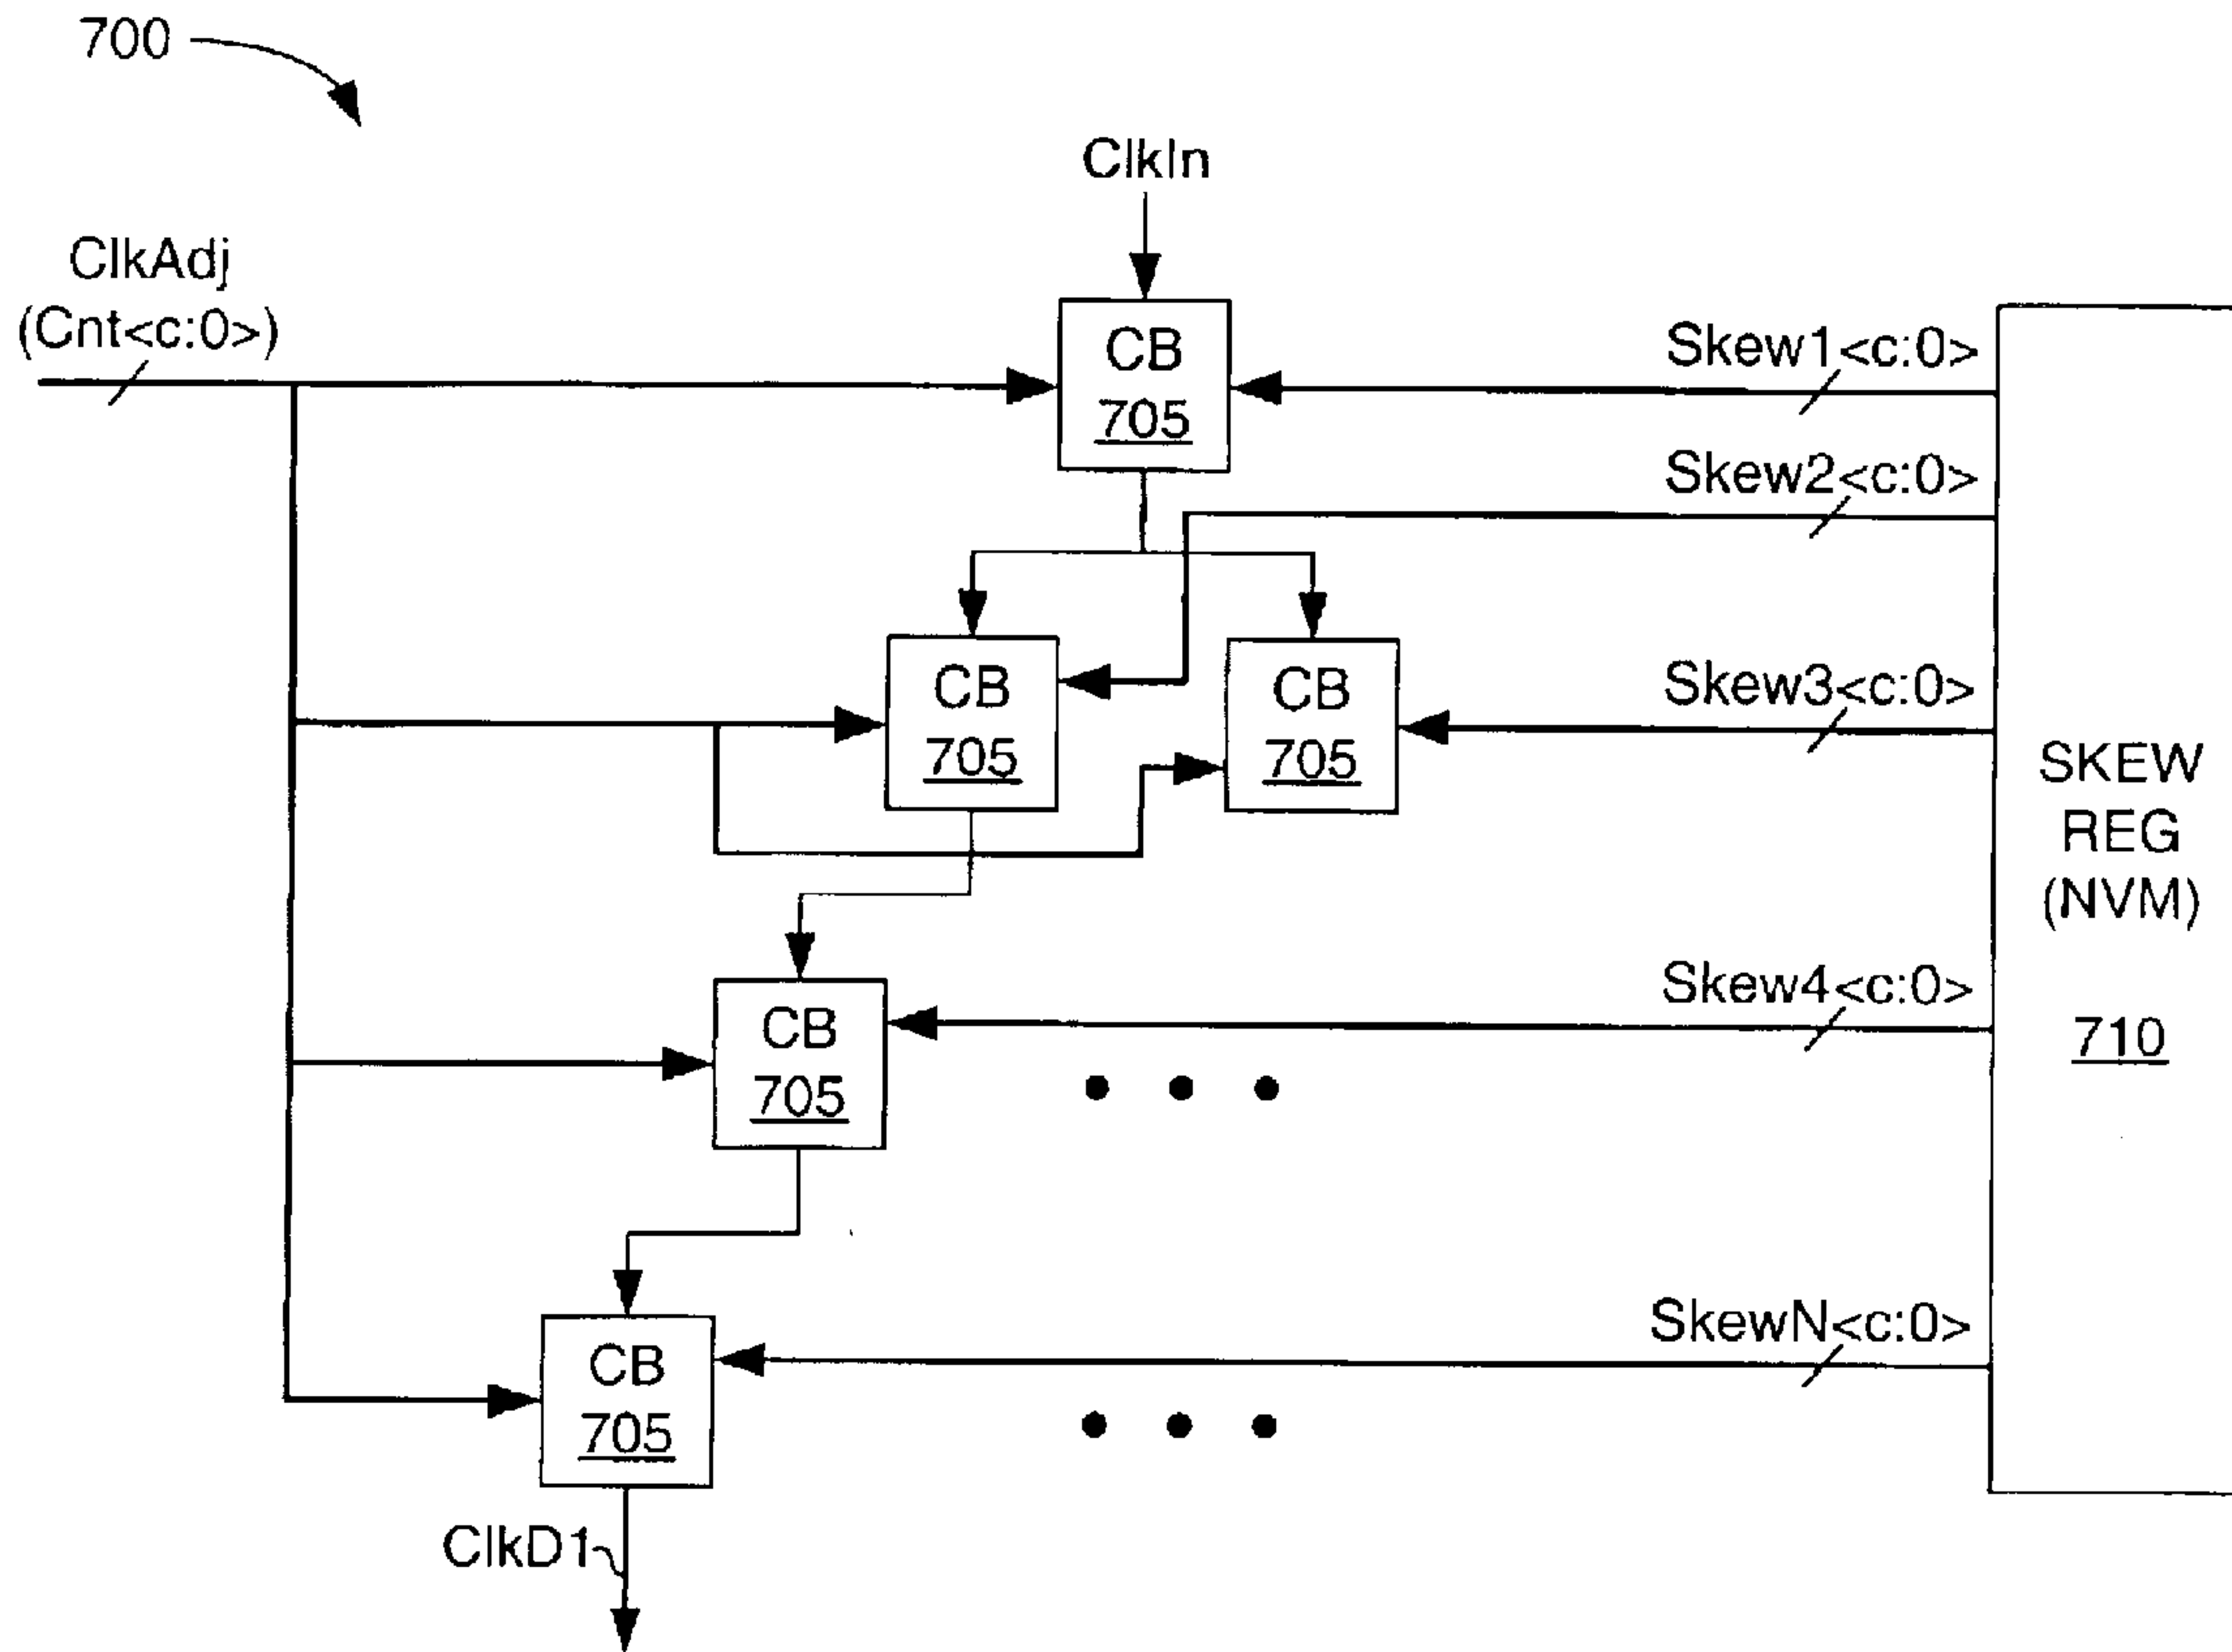 700
ClkIn
ClkAdj
(Cnt<c:0>)
CB
705
Skew1<c:0>
Skew2<c:0>
CB
705
CB
705
Skew3<c:0>
SKEW
REG
(NVM)
710
CB
705
Skew4<c:0>
CB
705
SkewN<c:0>
ClkD1